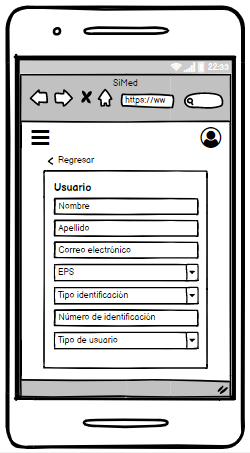 22:33
SiMed
https://ww
Regresar
Usuario
Nombre
Apellido
Correo electrónico
EPS
Tipo identificación
Número de identificación
Tipo de usuario